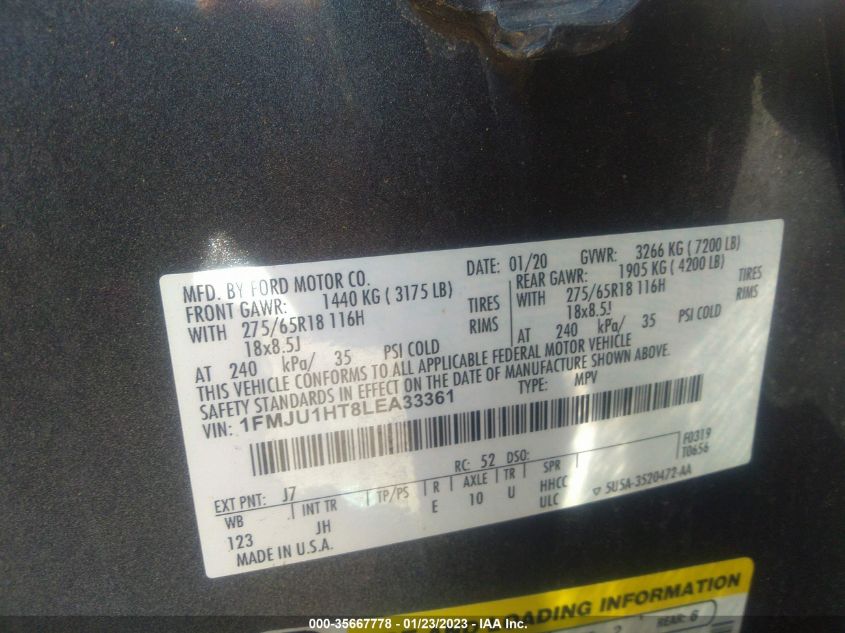 MFD. BY FORD MOTOR CO.
DATE: 01/20 GVWR: 3266 KG ( 7200 LB)
FRONT GAWR: 1440 KG ( 3175 LB)
REAR GAWR: 1905 KG ( 4200 LB)
WITH 275/65R18 116H TIRES
WITH 275/65R18 116H TIRES
18x8.5J RIMS
18x8.5J RIMS
AT 240 kPa/ 35 PSI COLD
AT 240 kPa/ 35 PSI COLD
THIS VEHICLE CONFORMS TO ALL APPLICABLE FEDERAL MOTOR VEHICLE
SAFETY STANDARDS IN EFFECT ON THE DATE OF MANUFACTURE SHOWN ABOVE.
VIN: 1FMJU1HT8LEA33361 TYPE: MPV
F0319
T0656
RC: 52 DSO:
EXT PNT: J7
WB INT TR TP/PS R AXLE TR SPR
123 JH E 10 U HHCC
ULC
5U5A-3520472-AA
MADE IN U.S.A.
AND LOADING INFORMATION
REAR: 6
000-35667778 - 01/23/2023 - IAA Inc.